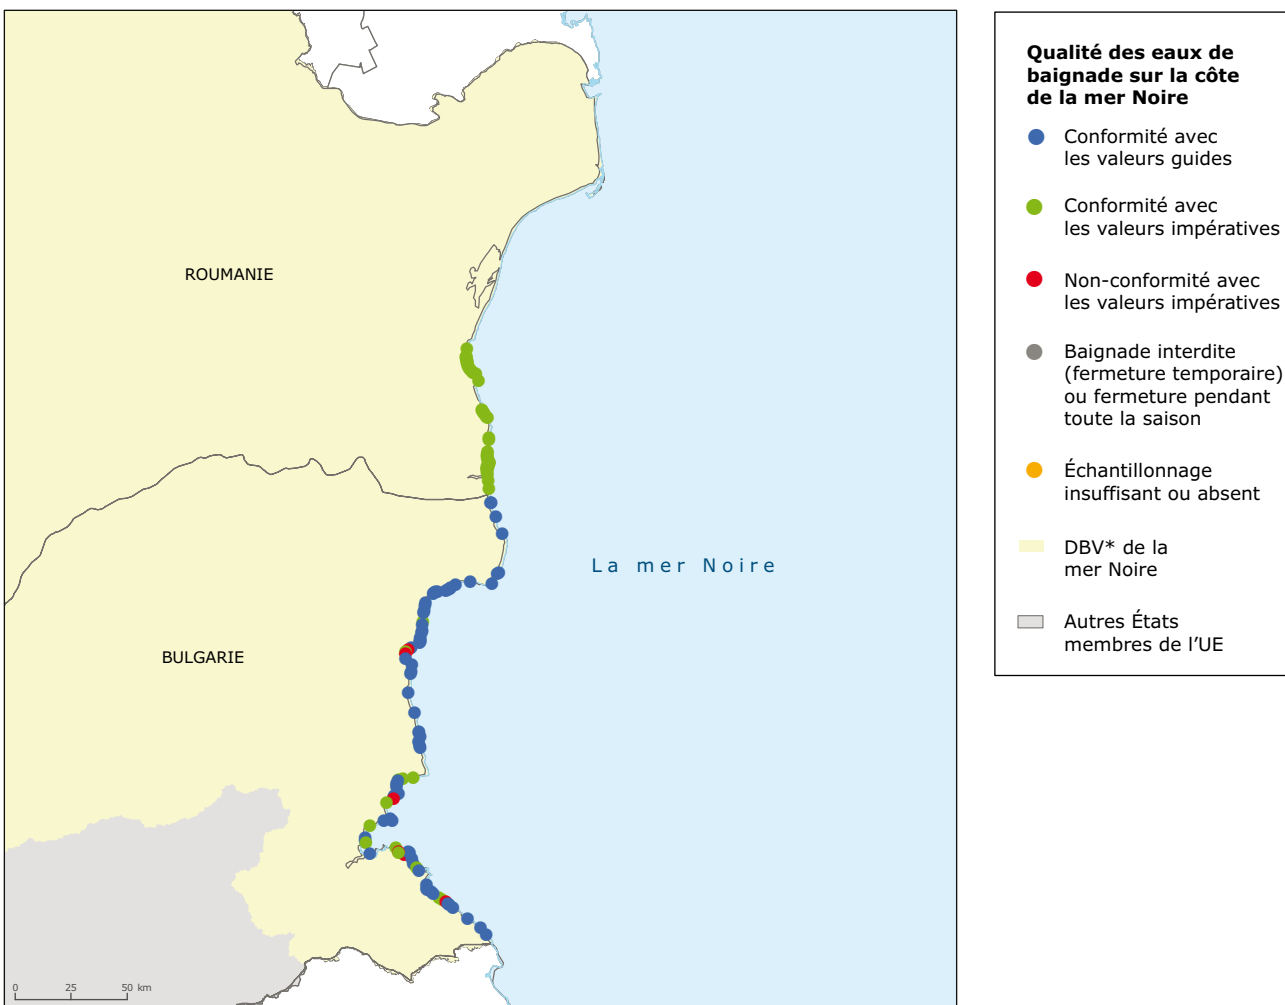 Qualité des eaux de
baignade sur la côte
de la mer Noire
Conformité avec
les valeurs guides
Conformité avec
les valeurs impératives
Non-conformité avec
les valeurs impératives
Baignade interdite
(fermeture temporaire)
ou fermeture pendant
toute la saison
Échantillonnage
insuffisant ou absent
DBV* de la
mer Noire
Autres États
membres de l'UE
ROUMANIE
La mer Noire
BULGARIE
0 25 50 km